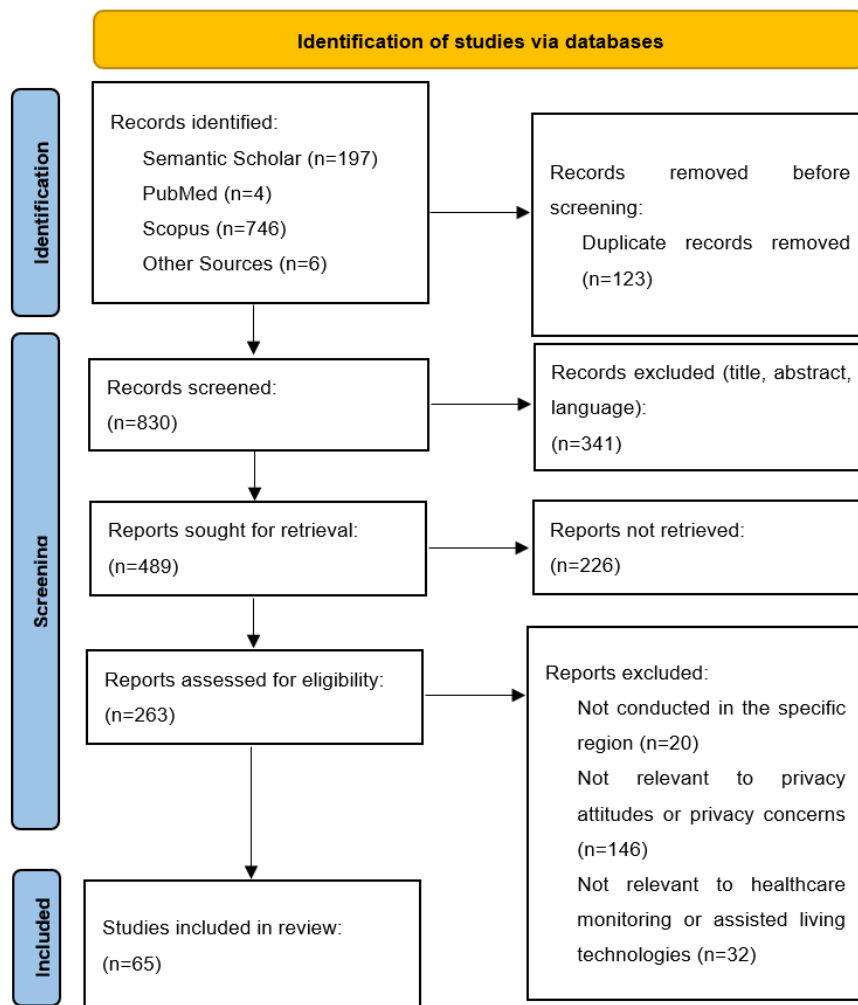 Identification of studies via databases
Identification
Records identified:
Semantic Scholar (n=197)
PubMed (n=4)
Scopus (n=746)
Other Sources (n=6)
Records removed before
screening:
Duplicate records removed
(n=123)
Screening
Records screened:
(n=830)
Records excluded (title, abstract,
language):
(n=341)
Reports sought for retrieval:
(n=489)
Reports not retrieved:
(n=226)
Reports assessed for eligibility:
(n=263)
Reports excluded:
Not conducted in the specific
region (n=20)
Not relevant to privacy
attitudes or privacy concerns
(n=146)
Not relevant to healthcare
monitoring or assisted living
technologies (n=32)
Included
Studies included in review:
(n=65)